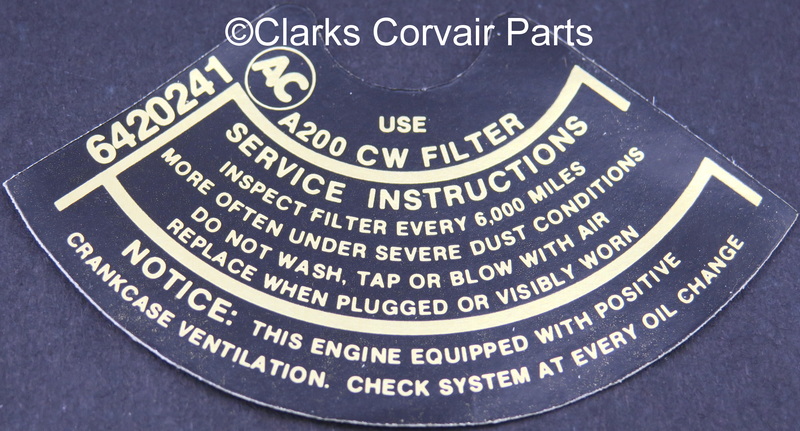 ©Clarks Corvair Parts
6420241
AC
USE
A200 CW FILTER
SERVICE INSTRUCTIONS
INSPECT FILTER EVERY 6,000 MILES
MORE OFTEN UNDER SEVERE DUST CONDITIONS
DO NOT WASH, TAP OR BLOW WITH AIR
REPLACE WHEN PLUGGED OR VISIBLY WORN
NOTICE: THIS ENGINE EQUIPPED WITH POSITIVE
CRANKCASE VENTILATION. CHECK SYSTEM AT EVERY OIL CHANGE